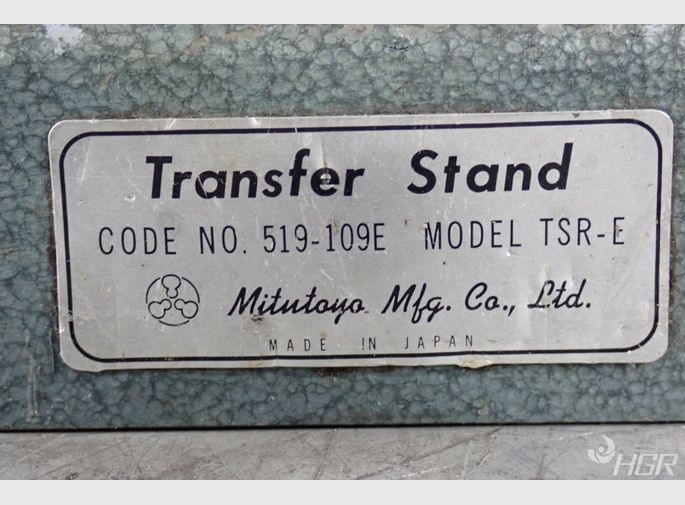 Transfer Stand
CODE NO. 519-109E MODEL TSR-E
Mitutoyo Mfg. Co., Ltd.
MADE IN JAPAN
HGR